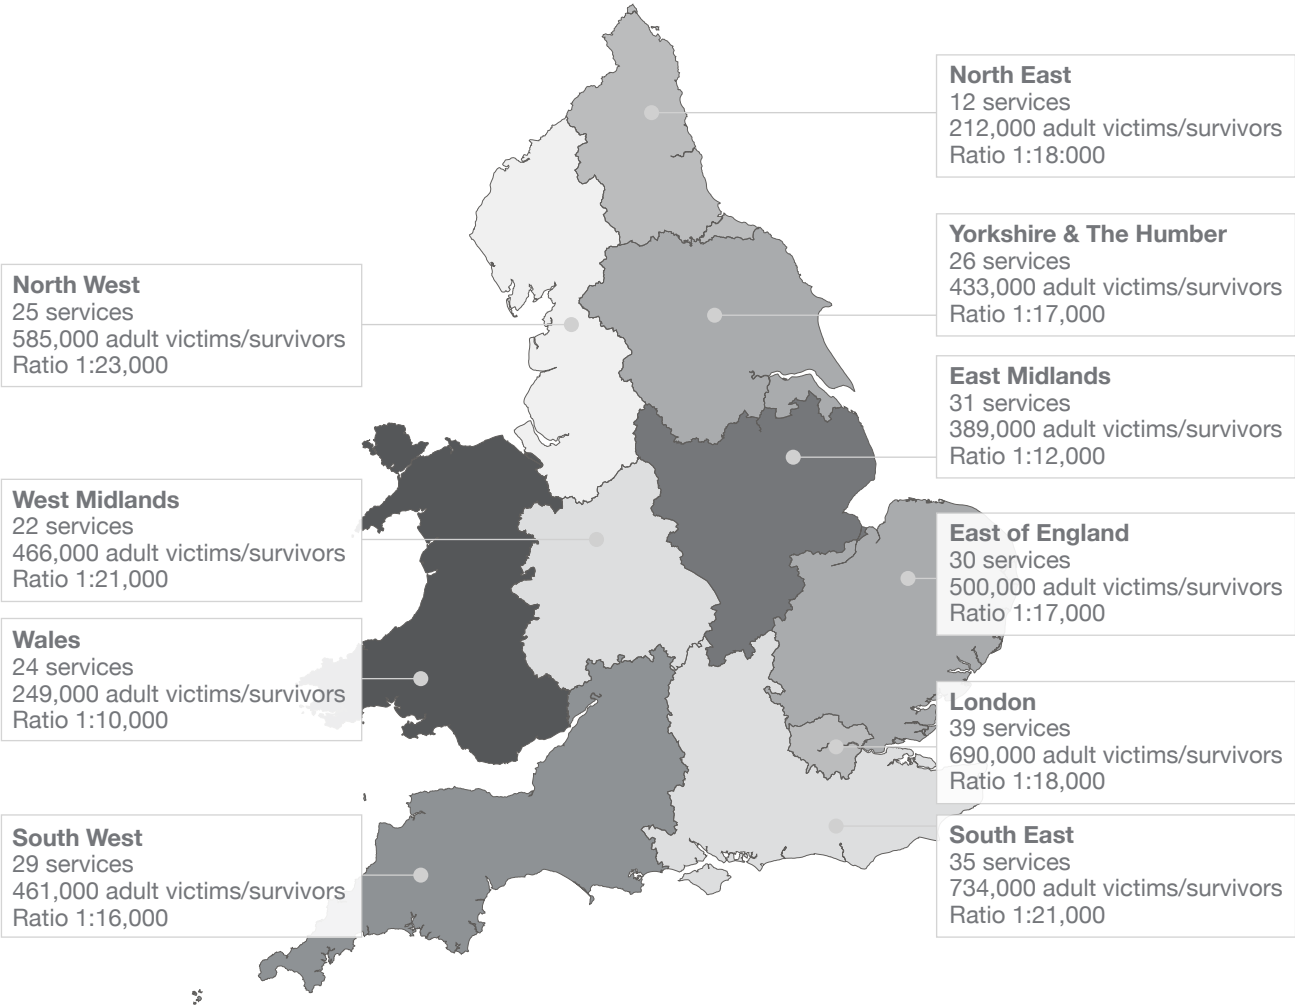 North East
12 services
212,000 adult victims/survivors
Ratio 1:18:000
Yorkshire & The Humber
26 services
433,000 adult victims/survivors
Ratio 1:17,000
North West
25 services
585,000 adult victims/survivors
Ratio 1:23,000
East Midlands
31 services
389,000 adult victims/survivors
Ratio 1:12,000
West Midlands
22 services
466,000 adult victims/survivors
Ratio 1:21,000
East of England
30 services
500,000 adult victims/survivors
Ratio 1:17,000
Wales
24 services
249,000 adult victims/survivors
Ratio 1:10,000
London
39 services
690,000 adult victims/survivors
Ratio 1:18,000
South West
29 services
461,000 adult victims/survivors
Ratio 1:16,000
South East
35 services
734,000 adult victims/survivors
Ratio 1:21,000